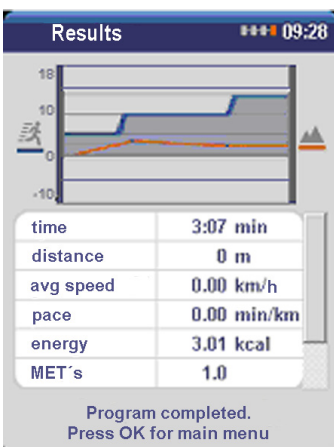 Results 09:28
18
10
0
-10
time 3:07 min
distance 0 m
avg speed 0.00 km/h
pace 0.00 min/km
energy 3.01 kcal
MET´s 1.0
Program completed.
Press OK for main menu